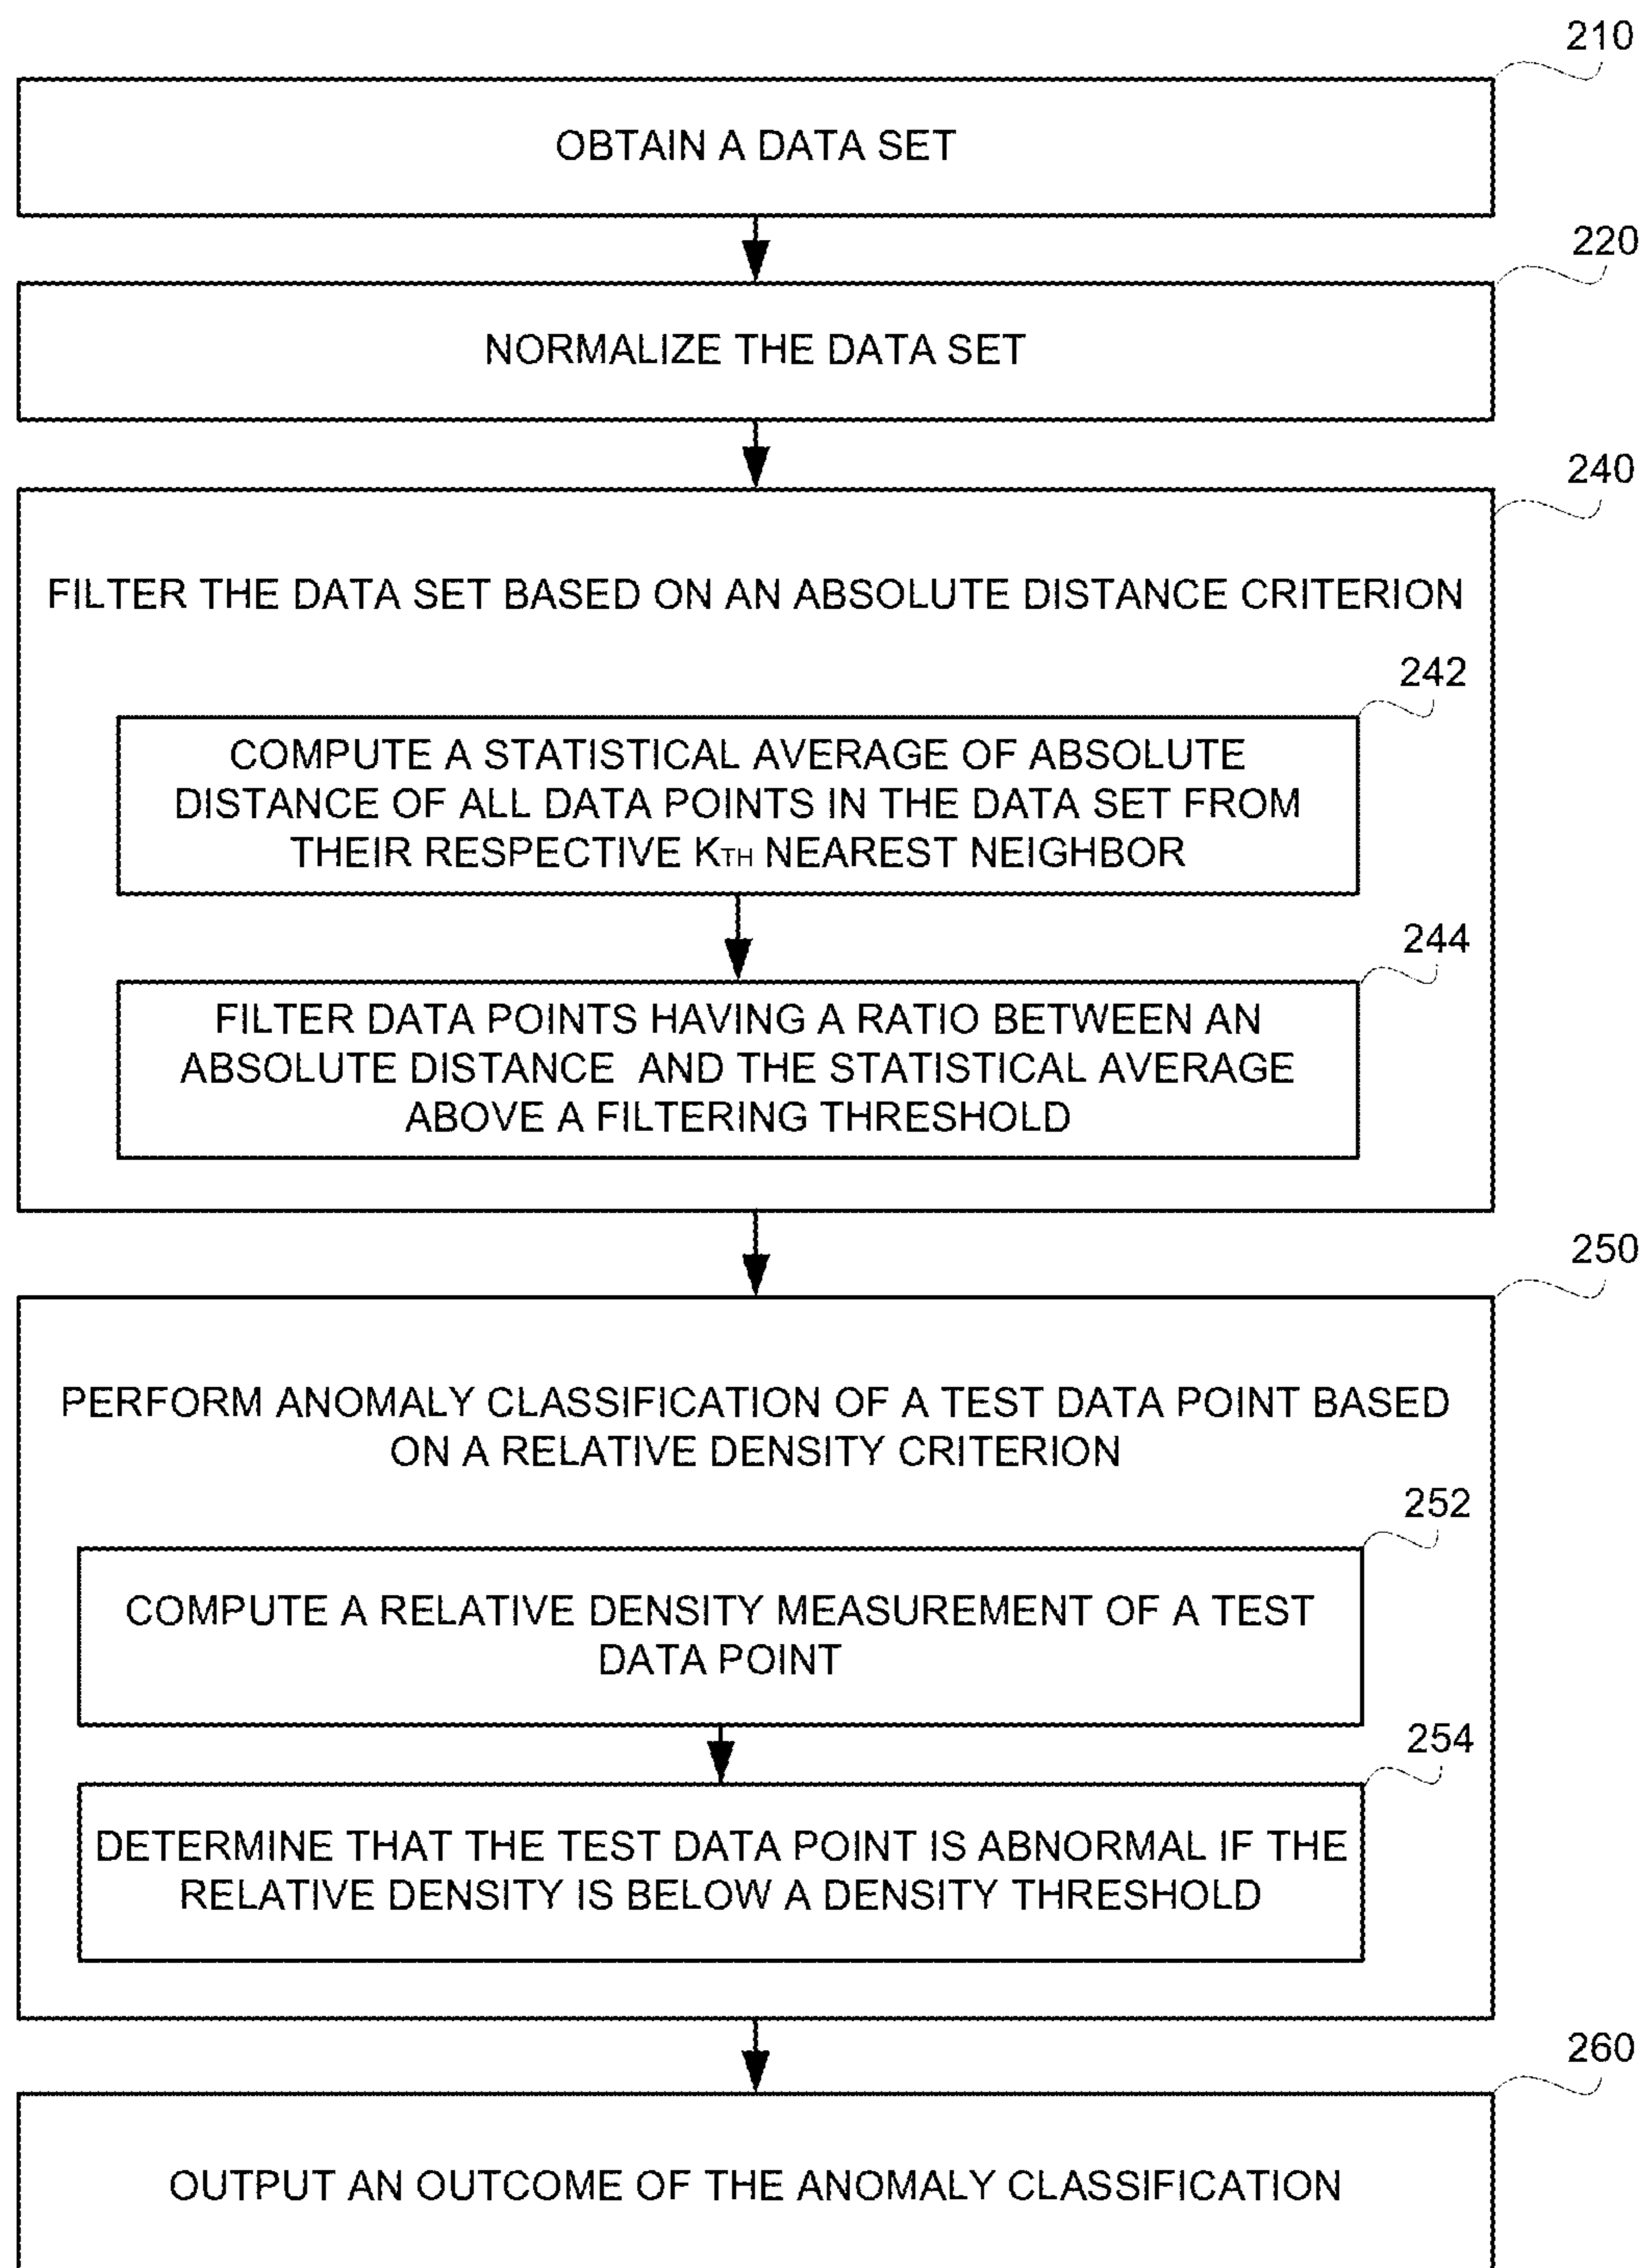 210
OBTAIN A DATA SET
220
NORMALIZE THE DATA SET
240
FILTER THE DATA SET BASED ON AN ABSOLUTE DISTANCE CRITERION
242
COMPUTE A STATISTICAL AVERAGE OF ABSOLUTE
DISTANCE OF ALL DATA POINTS IN THE DATA SET FROM
THEIR RESPECTIVE KTH NEAREST NEIGHBOR
244
FILTER DATA POINTS HAVING A RATIO BETWEEN AN
ABSOLUTE DISTANCE AND THE STATISTICAL AVERAGE
ABOVE A FILTERING THRESHOLD
250
PERFORM ANOMALY CLASSIFICATION OF A TEST DATA POINT BASED
ON A RELATIVE DENSITY CRITERION
252
COMPUTE A RELATIVE DENSITY MEASUREMENT OF A TEST
DATA POINT
254
DETERMINE THAT THE TEST DATA POINT IS ABNORMAL IF THE
RELATIVE DENSITY IS BELOW A DENSITY THRESHOLD
260
OUTPUT AN OUTCOME OF THE ANOMALY CLASSIFICATION